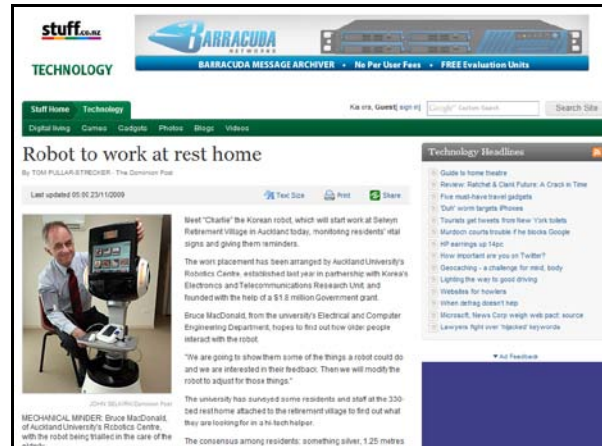 stuff.co.nz
TECHNOLOGY
BARRACUDA
NETWORKS
BARRACUDA MESSAGE ARCHIVER • No Per User Fees • FREE Evaluation Units
Stuff Home Technology
Kia ora, Guest[ sign in]
Google Custom Search
Search Site
Digital living Games Gadgets Photos Blogs Videos
Robot to work at rest home
By TOM PULLAR-STRECKER - The Dominion Post
Last updated 05:00 23/11/2009
Text Size Print Share
Meet "Charlie" the Korean robot, which will start work at Selwyn
Retirement Village in Auckland today, monitoring residents' vital
signs and giving them reminders.
The work placement has been arranged by Auckland University's
Robotics Centre, established last year in partnership with Korea's
Electronics and Telecommunications Research Unit, and
founded with the help of a $1.8 million Government grant.
Bruce MacDonald, from the university's Electrical and Computer
Engineering Department, hopes to find out how older people
interact with the robot.
"We are going to show them some of the things a robot could do
and we are interested in their feedback. Then we will modify the
robot to adjust for those things."
The university has surveyed some residents and staff at the 330-
bed rest home attached to the retirement village to find out what
they are looking for in a hi-tech helper.
The consensus among residents: something silver, 1.25 metres
JOHN SELKIRK/Dominion Post
MECHANICAL MINDER: Bruce MacDonald,
of Auckland University's Robotics Centre,
with the robot being trialled in the care of the
elderly.
Technology Headlines
Guide to home theatre
Review: Ratchet & Clank Future: A Crack in Time
Five must-have travel gadgets
'Duh' worm targets iPhones
Tourists get tweets from New York toilets
Murdoch courts trouble if he blocks Google
HP earnings up 14pc
How important are you on Twitter?
Geocaching - a challenge for mind, body
Lighting the way to good driving
Websites for howlers
When defrag doesn't help
Microsoft, News Corp weigh web pact: source
Lawyers fight over 'hijacked' keywords
Ad Feedback